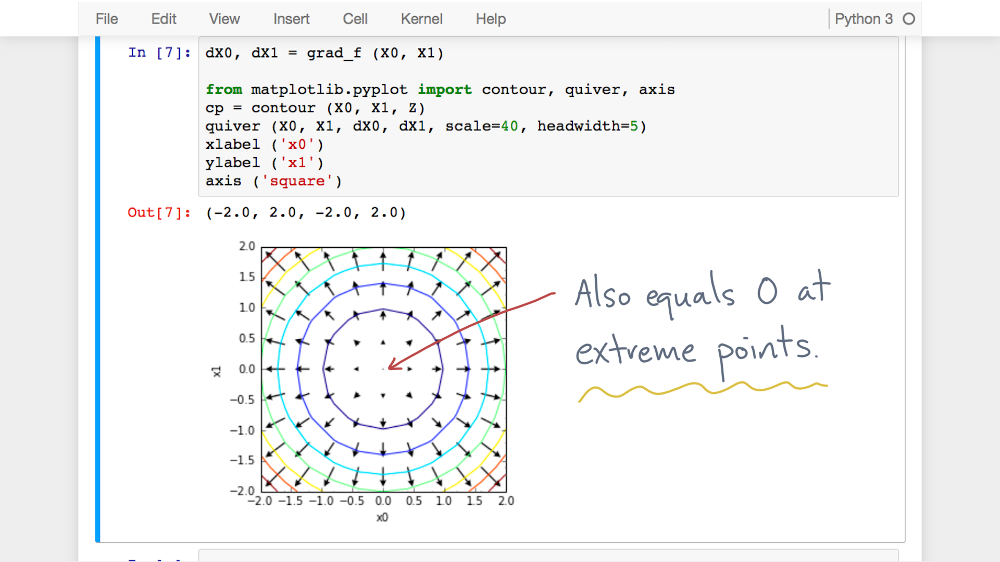 File Edit View Insert Cell Kernel Help Python 3
In [7]: dX0, dX1 = grad_f (X0, X1)
from matplotlib.pyplot import contour, quiver, axis
cp = contour (X0, X1, Z)
quiver (X0, X1, dX0, dX1, scale=40, headwidth=5)
xlabel ('x0')
ylabel ('x1')
axis ('square')
Out[7]: (-2.0, 2.0, -2.0, 2.0)
2.0
1.5
1.0
0.5
0.0
−0.5
−1.0
−1.5
−2.0
x1
−2.0 −1.5 −1.0 −0.5 0.0 0.5 1.0 1.5 2.0
x0
Also equals 0 at
extreme points.